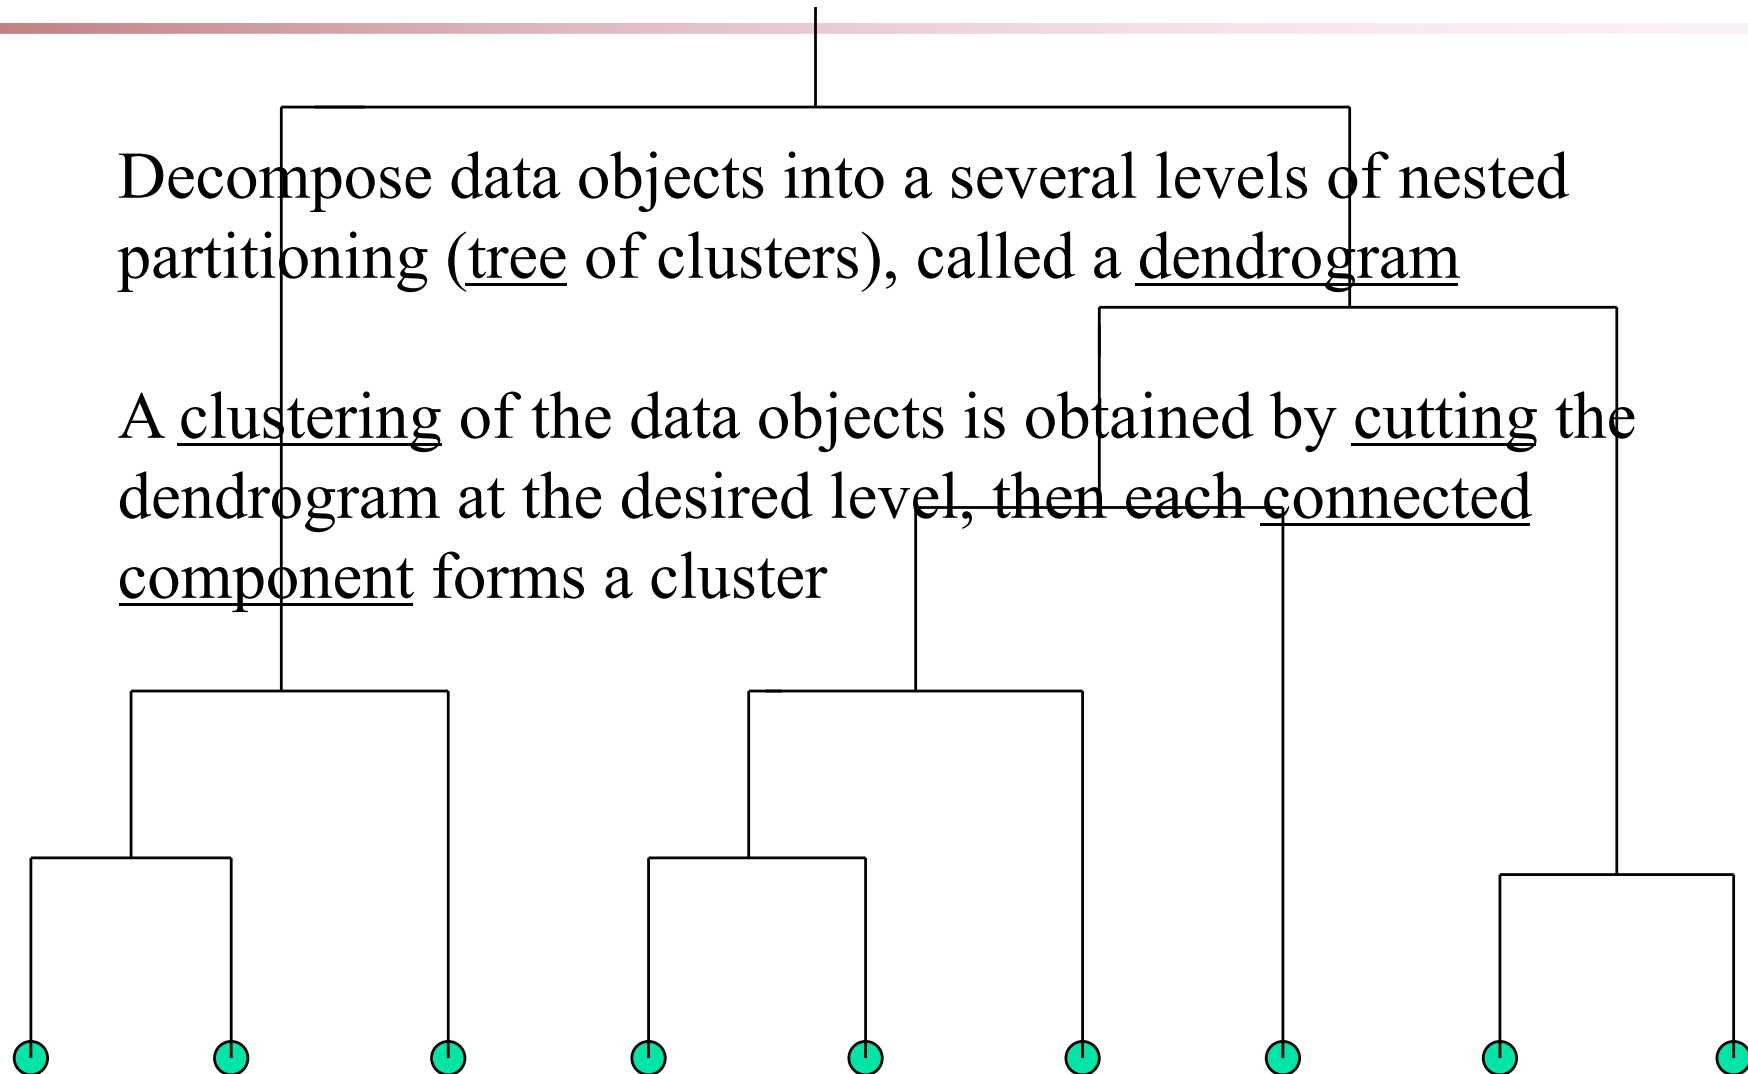 Decompose data objects into a several levels of nested
partitioning (tree of clusters), called a dendrogram
A clustering of the data objects is obtained by cutting the
dendrogram at the desired level, then each connected
component forms a cluster